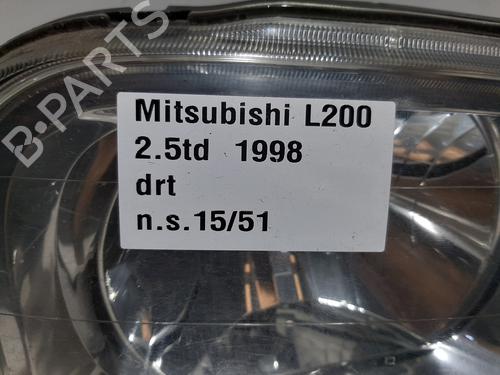 B-PARTS
Mitsubishi L200
2.5td 1998
drt
n.s.15/51